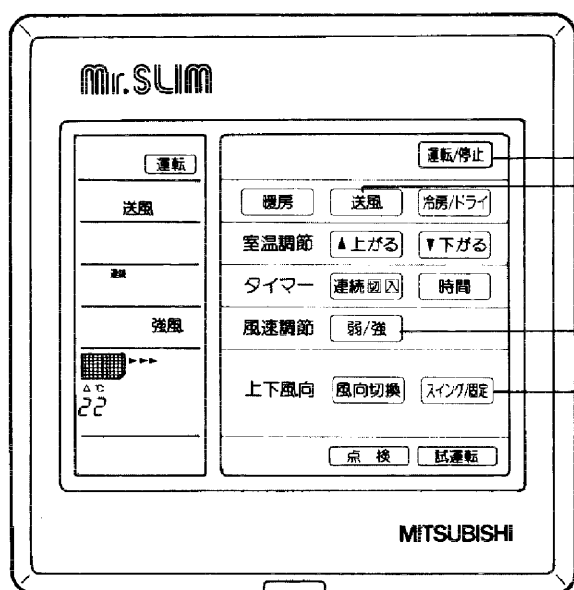 Mr.SLIM
運転
送風
連続
強風
△℃
22
運転/停止
暖房 送風 冷房/ドライ
室温調節 ▲上がる ▼下がる
タイマー 連続 切 入 時間
風速調節 弱/強
上下風向 風向切換 スイング/固定
点検 試運転
MITSUBISHI